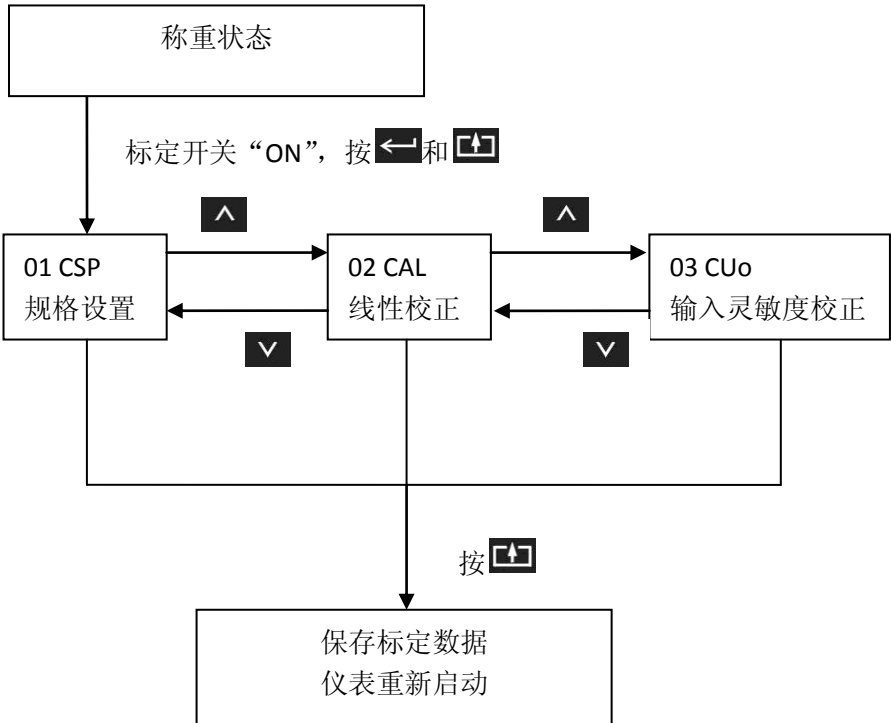 称重状态
标定开关“ON”，按和
01 CSP
规格设置
02 CAL
线性校正
03 CUo
输入灵敏度校正
按
保存标定数据
仪表重新启动